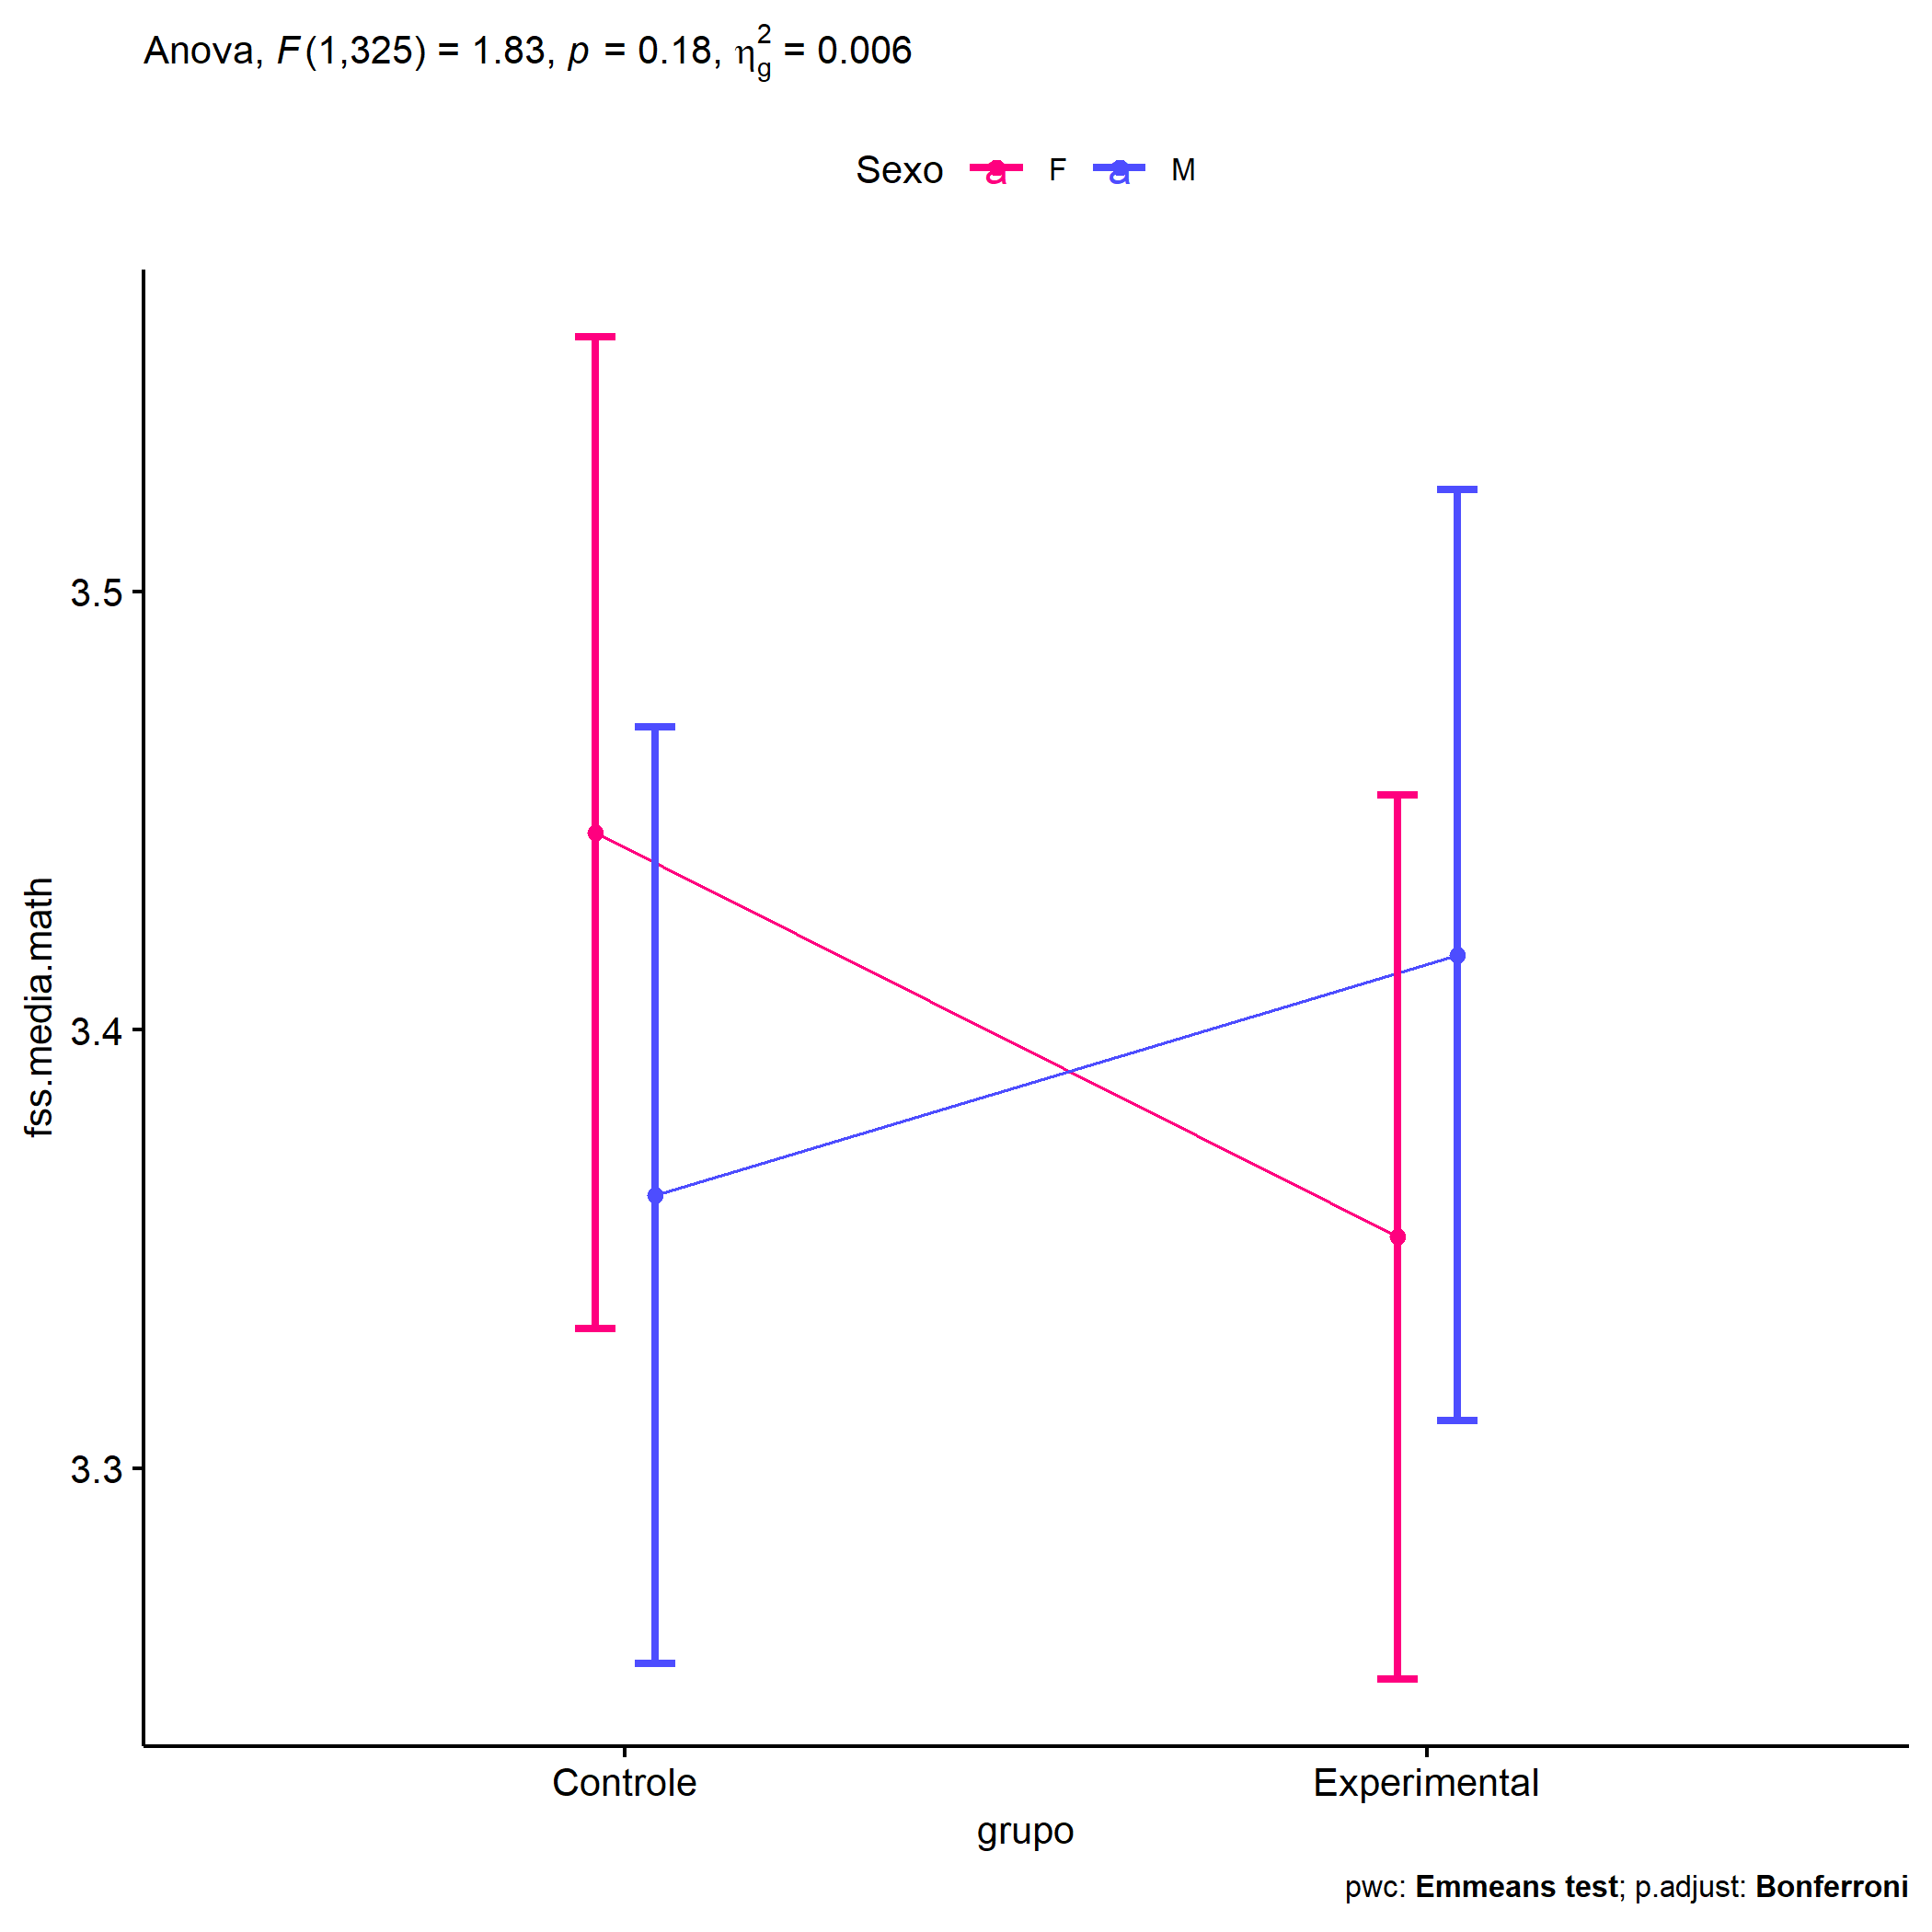 Anova, F(1,325) = 1.83, p = 0.18, η²g = 0.006
Sexo a F a M
3.5
3.4
3.3
fss.media.math
Controle Experimental
grupo
pwc: Emmeans test; p.adjust: Bonferroni